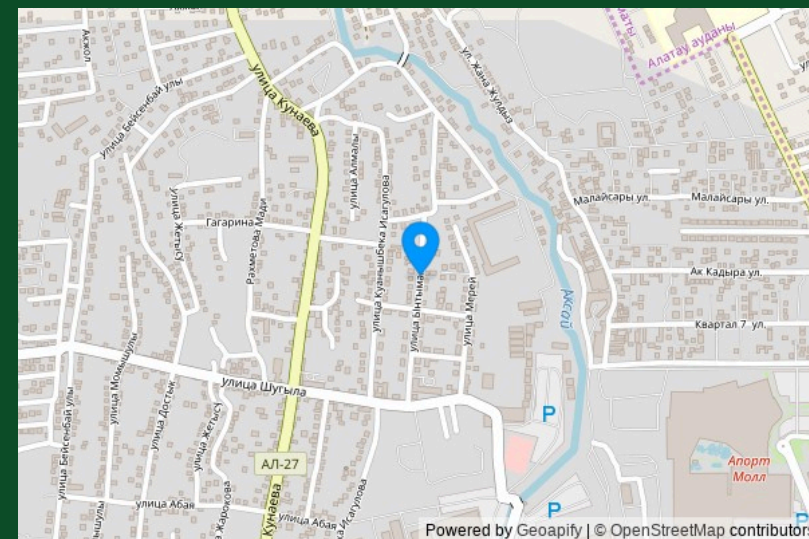 Алатау ауданы
Акжол
ул. Жана Жулдыз
улица Бейсенбай улы
улица Кунаева
улица Алмалы
улица Жетысу
Рахметова Мади
улица Куанышбека Исагулова
Малайсары ул.
Малайсары ул.
Гагарина
Ак Кадыра ул.
улица Ынтымак
улица Мерей
Аксай
Квартал 7 ул.
улица Момышулы
улица Шугыла
улица Достык
улица Бейсенбай улы
улица Жетысу
P
АЛ-27
Апорт
Молл
улица Абая
улица Абая
Кунаева
P
P
Powered by Geoapify | © OpenStreetMap contributors